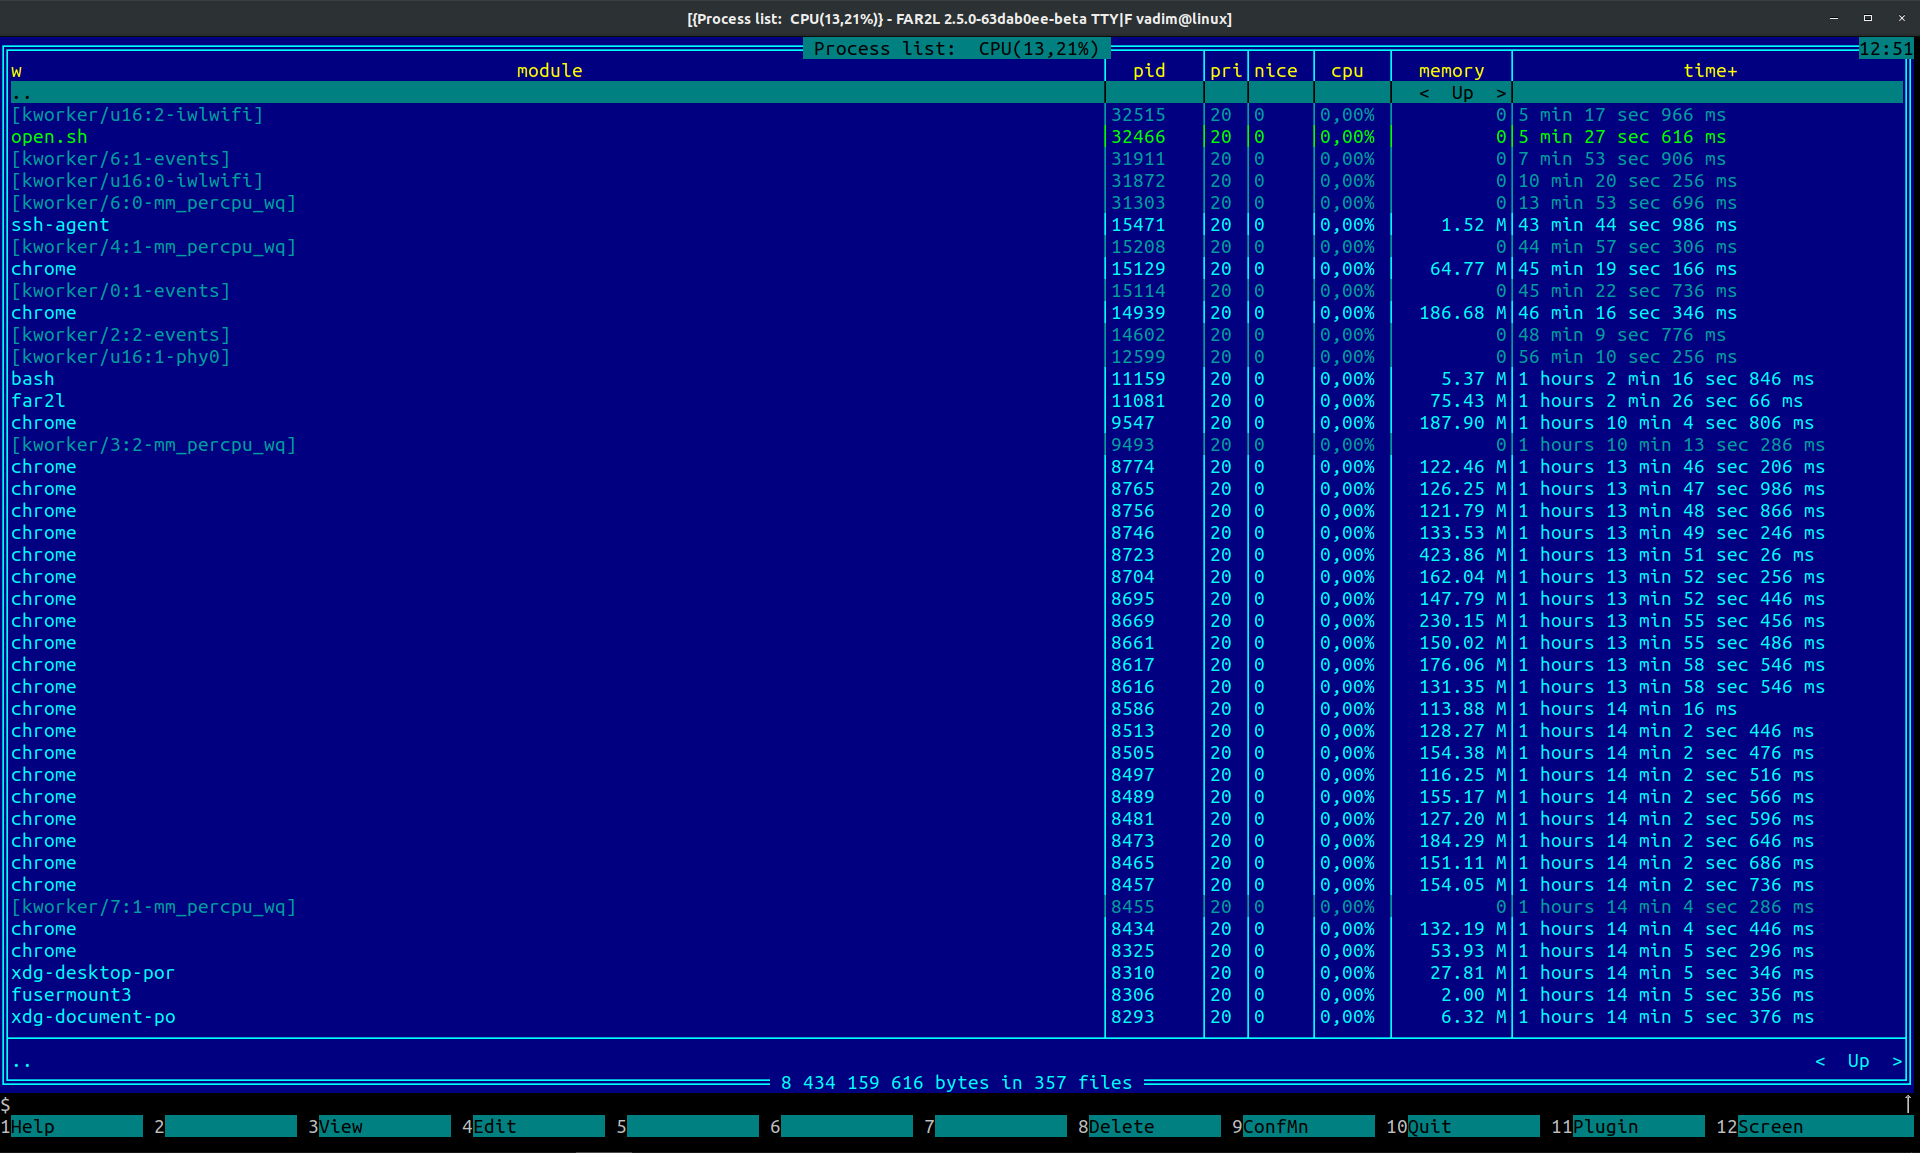 [{Process list:  CPU(13,21%)} - FAR2L 2.5.0-63dab0ee-beta TTY|F vadim@linux]
Process list:  CPU(13,21%) 12:51
w module pid pri nice cpu memory time+
.. < Up >
[kworker/u16:2-iwlwifi] 32515 20 0 0,00% 0 5 min 17 sec 966 ms
open.sh 32466 20 0 0,00% 0 5 min 27 sec 616 ms
[kworker/6:1-events] 31911 20 0 0,00% 0 7 min 53 sec 906 ms
[kworker/u16:0-iwlwifi] 31872 20 0 0,00% 0 10 min 20 sec 256 ms
[kworker/6:0-mm_percpu_wq] 31303 20 0 0,00% 0 13 min 53 sec 696 ms
ssh-agent 15471 20 0 0,00% 1.52 M 43 min 44 sec 986 ms
[kworker/4:1-mm_percpu_wq] 15208 20 0 0,00% 0 44 min 57 sec 306 ms
chrome 15129 20 0 0,00% 64.77 M 45 min 19 sec 166 ms
[kworker/0:1-events] 15114 20 0 0,00% 0 45 min 22 sec 736 ms
chrome 14939 20 0 0,00% 186.68 M 46 min 16 sec 346 ms
[kworker/2:2-events] 14602 20 0 0,00% 0 48 min 9 sec 776 ms
[kworker/u16:1-phy0] 12599 20 0 0,00% 0 56 min 10 sec 256 ms
bash 11159 20 0 0,00% 5.37 M 1 hours 2 min 16 sec 846 ms
far2l 11081 20 0 0,00% 75.43 M 1 hours 2 min 26 sec 66 ms
chrome 9547 20 0 0,00% 187.90 M 1 hours 10 min 4 sec 806 ms
[kworker/3:2-mm_percpu_wq] 9493 20 0 0,00% 0 1 hours 10 min 13 sec 286 ms
chrome 8774 20 0 0,00% 122.46 M 1 hours 13 min 46 sec 206 ms
chrome 8765 20 0 0,00% 126.25 M 1 hours 13 min 47 sec 986 ms
chrome 8756 20 0 0,00% 121.79 M 1 hours 13 min 48 sec 866 ms
chrome 8746 20 0 0,00% 133.53 M 1 hours 13 min 49 sec 246 ms
chrome 8723 20 0 0,00% 423.86 M 1 hours 13 min 51 sec 26 ms
chrome 8704 20 0 0,00% 162.04 M 1 hours 13 min 52 sec 256 ms
chrome 8695 20 0 0,00% 147.79 M 1 hours 13 min 52 sec 446 ms
chrome 8669 20 0 0,00% 230.15 M 1 hours 13 min 55 sec 456 ms
chrome 8661 20 0 0,00% 150.02 M 1 hours 13 min 55 sec 486 ms
chrome 8617 20 0 0,00% 176.06 M 1 hours 13 min 58 sec 546 ms
chrome 8616 20 0 0,00% 131.35 M 1 hours 13 min 58 sec 546 ms
chrome 8586 20 0 0,00% 113.88 M 1 hours 14 min 16 ms
chrome 8513 20 0 0,00% 128.27 M 1 hours 14 min 2 sec 446 ms
chrome 8505 20 0 0,00% 154.38 M 1 hours 14 min 2 sec 476 ms
chrome 8497 20 0 0,00% 116.25 M 1 hours 14 min 2 sec 516 ms
chrome 8489 20 0 0,00% 155.17 M 1 hours 14 min 2 sec 566 ms
chrome 8481 20 0 0,00% 127.20 M 1 hours 14 min 2 sec 596 ms
chrome 8473 20 0 0,00% 184.29 M 1 hours 14 min 2 sec 646 ms
chrome 8465 20 0 0,00% 151.11 M 1 hours 14 min 2 sec 686 ms
chrome 8457 20 0 0,00% 154.05 M 1 hours 14 min 2 sec 736 ms
[kworker/7:1-mm_percpu_wq] 8455 20 0 0,00% 0 1 hours 14 min 4 sec 286 ms
chrome 8434 20 0 0,00% 132.19 M 1 hours 14 min 4 sec 446 ms
chrome 8325 20 0 0,00% 53.93 M 1 hours 14 min 5 sec 296 ms
xdg-desktop-por 8310 20 0 0,00% 27.81 M 1 hours 14 min 5 sec 346 ms
fusermount3 8306 20 0 0,00% 2.00 M 1 hours 14 min 5 sec 356 ms
xdg-document-po 8293 20 0 0,00% 6.32 M 1 hours 14 min 5 sec 376 ms
.. < Up >
8 434 159 616 bytes in 357 files
$ ↑
1Help 2 3View 4Edit 5 6 7 8Delete 9ConfMn 10Quit 11Plugin 12Screen